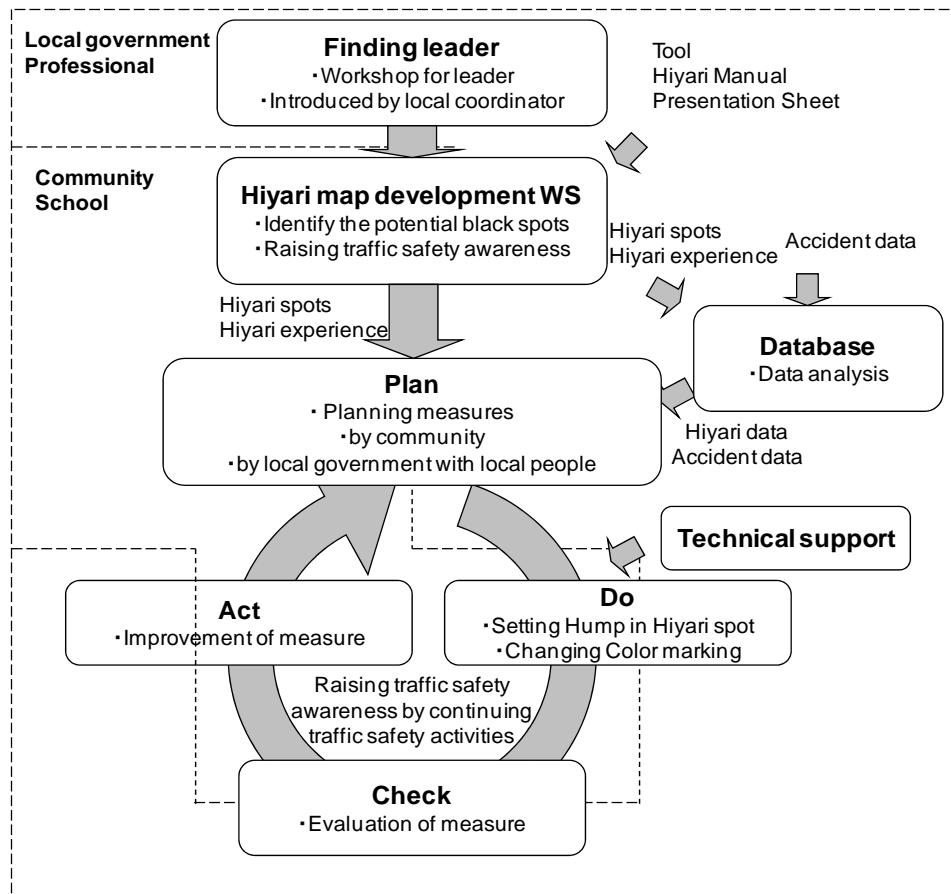 Local government
Professional
Finding leader
・Workshop for leader
・Introduced by local coordinator
Tool
Hiyari Manual
Presentation Sheet
Community
School
Hiyari map development WS
・Identify the potential black spots
・Raising traffic safety awareness
Hiyari spots
Hiyari experience
Accident data
Hiyari spots
Hiyari experience
Database
・Data analysis
Plan
・Planning measures
・by community
・by local government with local people
Hiyari data
Accident data
Technical support
Act
・Improvement of measure
Do
・Setting Hump in Hiyari spot
・Changing Color marking
Raising traffic safety
awareness by continuing
traffic safety activities
Check
・Evaluation of measure